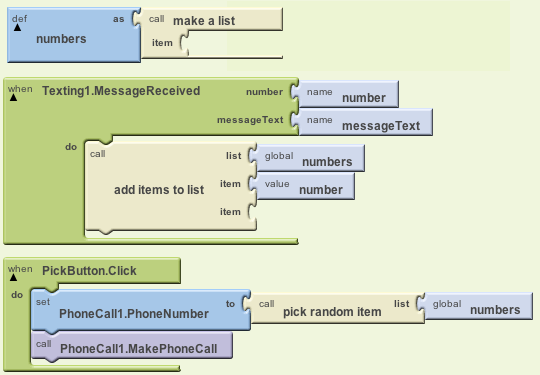 def as call make a list
numbers item
when Texting1.MessageReceived number name number
messageText name messageText
do call list global numbers
add items to list item value number
item
when PickButton.Click
do set PhoneCall1.PhoneNumber to call pick random item list global numbers
call PhoneCall1.MakePhoneCall